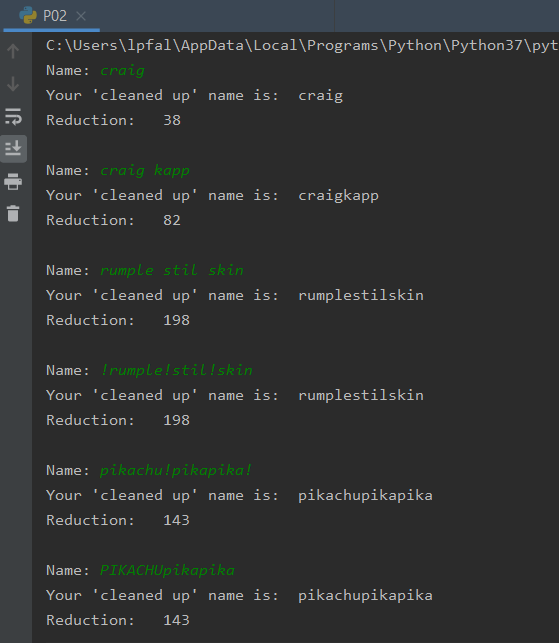 P02
C:\Users\lpfal\AppData\Local\Programs\Python\Python37\pyt
Name: craig
Your 'cleaned up' name is:  craig
Reduction:   38
Name: craig kapp
Your 'cleaned up' name is:  craigkapp
Reduction:   82
Name: rumple stil skin
Your 'cleaned up' name is:  rumplestilskin
Reduction:   198
Name: !rumple!stil!skin
Your 'cleaned up' name is:  rumplestilskin
Reduction:   198
Name: pikachu!pikapika!
Your 'cleaned up' name is:  pikachupikapika
Reduction:   143
Name: PIKACHUpikapika
Your 'cleaned up' name is:  pikachupikapika
Reduction:   143